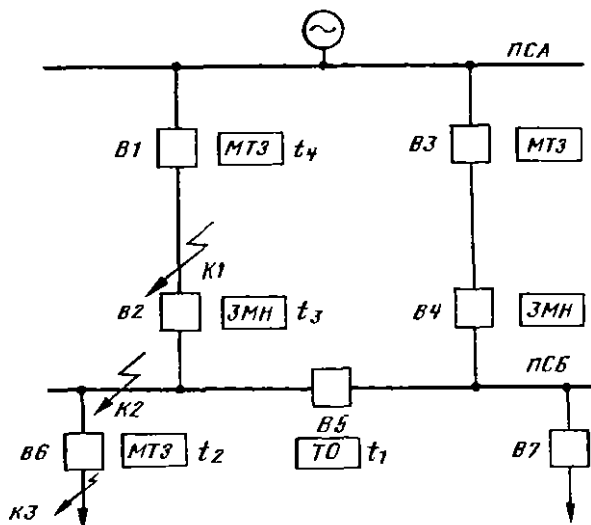 ПСА
В1 МТЗ t4
В3 МТЗ
К1
В2 ЗМН t3
В4 ЗМН
ПСБ
К2
В5
В6 МТЗ t2
ТО t1
В7
К3